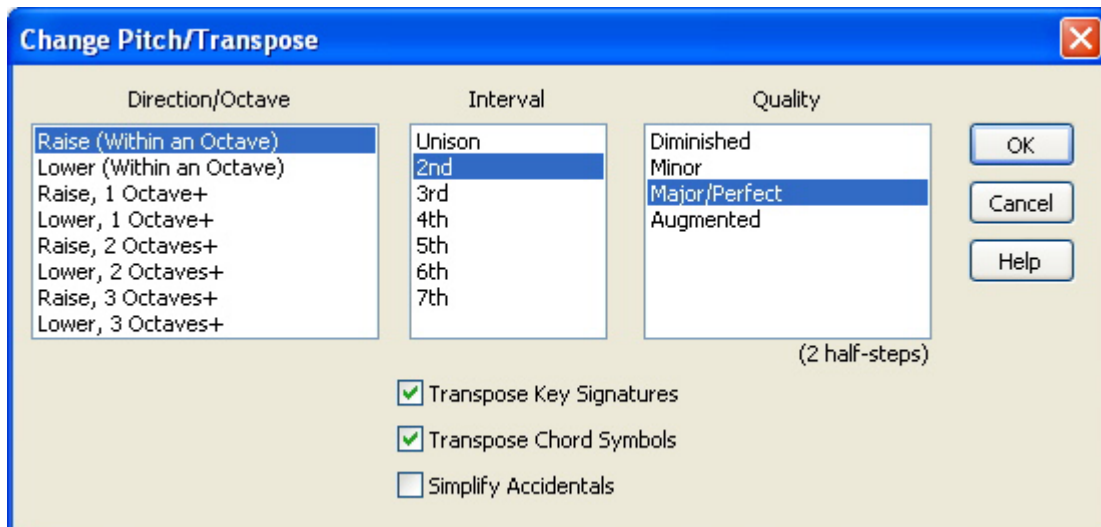 Change Pitch/Transpose
Direction/Octave
Raise (Within an Octave)
Lower (Within an Octave)
Raise, 1 Octave+
Lower, 1 Octave+
Raise, 2 Octaves+
Lower, 2 Octaves+
Raise, 3 Octaves+
Lower, 3 Octaves+
Interval
Unison
2nd
3rd
4th
5th
6th
7th
Quality
Diminished
Minor
Major/Perfect
Augmented
(2 half-steps)
OK
Cancel
Help
Transpose Key Signatures
Transpose Chord Symbols
Simplify Accidentals